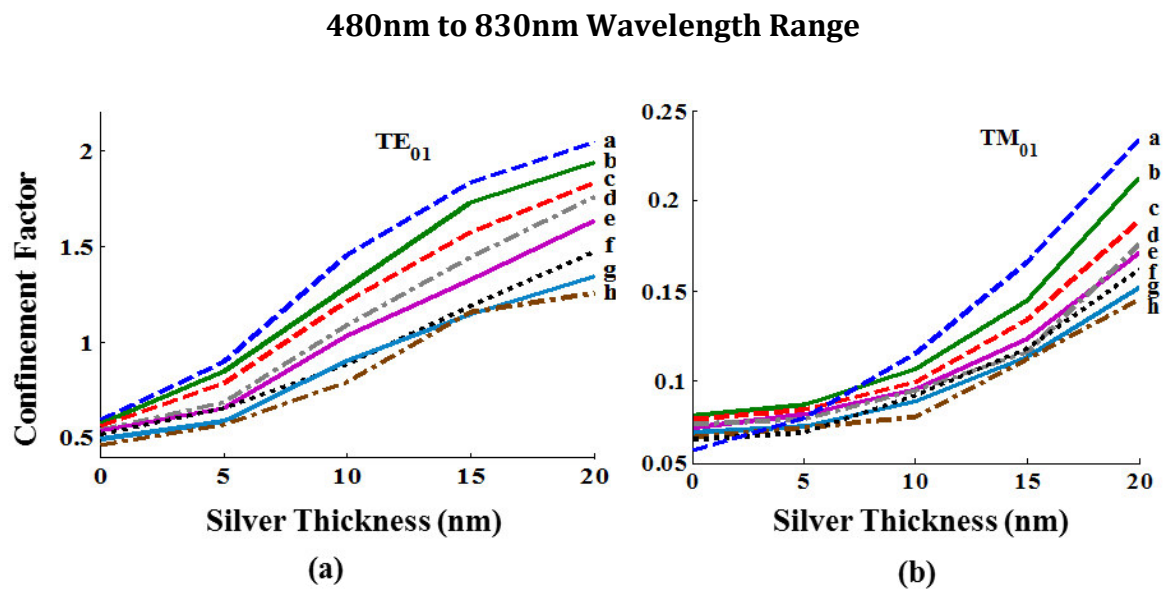 480nm to 830nm Wavelength Range
Confinement Factor
2
1.5
1
0.5
0 5 10 15 20
TE01
a
b
c
d
e
f
g
h
Silver Thickness (nm)
(a)
0.25
0.2
0.15
0.1
0.05
0 5 10 15 20
TM01
a
b
c
d
e
f
g
h
Silver Thickness (nm)
(b)